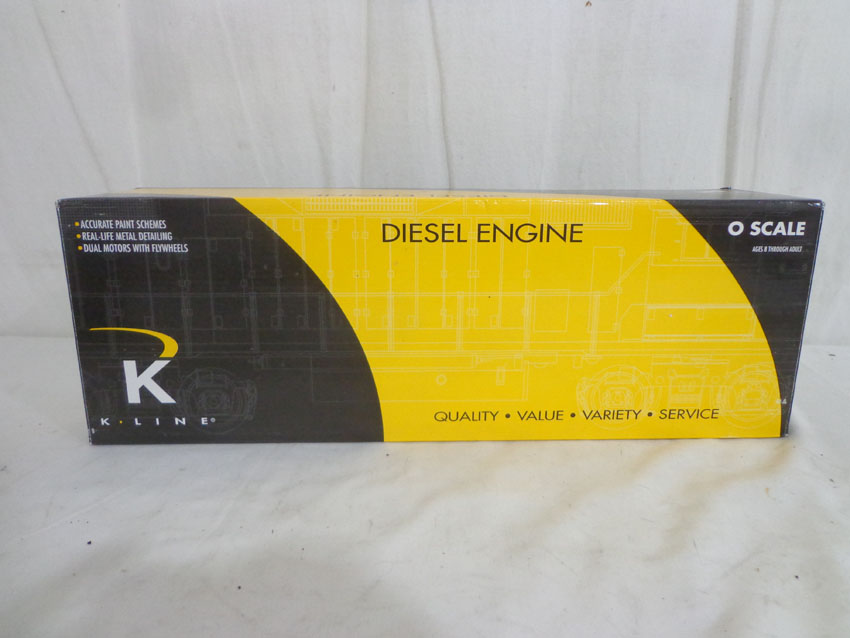 • ACCURATE PAINT SCHEMES
• REAL-LIFE METAL DETAILING
• DUAL MOTORS WITH FLYWHEELS
DIESEL ENGINE
O SCALE
AGES 8 THROUGH ADULT
K
K•LINE®
QUALITY • VALUE • VARIETY • SERVICE